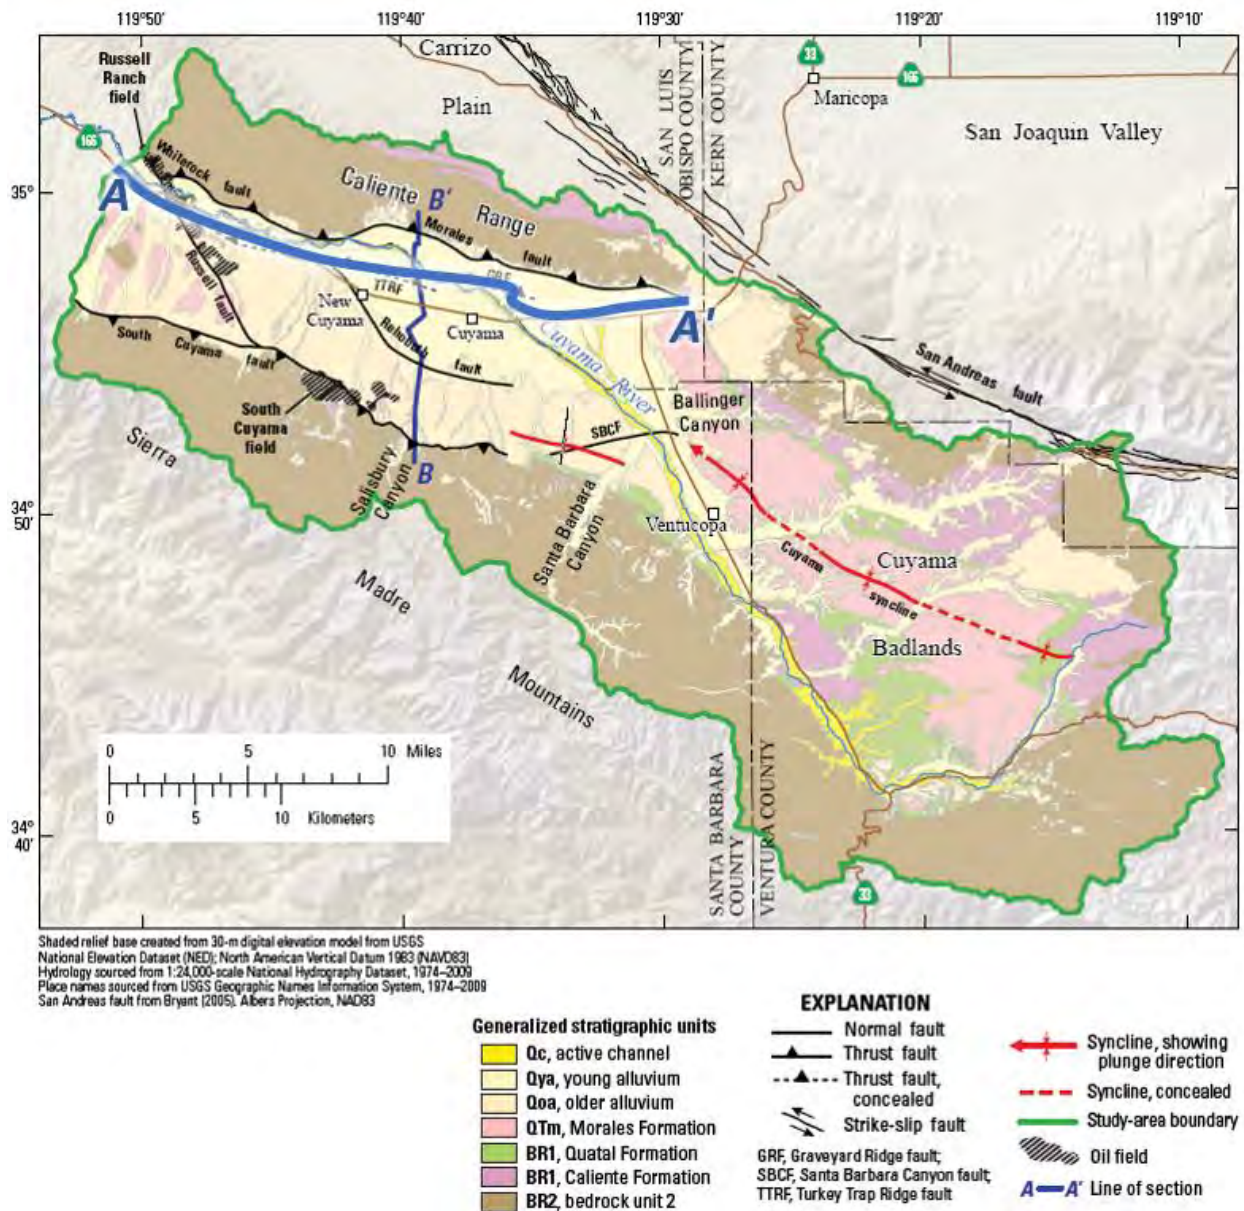 119°50'
119°40'
119°30'
119°20'
119°10'
Russell
Ranch
field
Carrizo
Plain
SAN LUIS
OBISPO COUNTY
KERN COUNTY
33
166
Maricopa
San Joaquin Valley
166
35°
Whiterock fault
Caliente Range
A
B'
Morales fault
GRF
TTRF
Russell fault
New
Cuyama
Cuyama
A'
Rehoboth fault
Cuyama River
South Cuyama fault
San Andreas fault
South
Cuyama
field
Ballinger
Canyon
SBCF
Sierra
Salisbury
Canyon
B
Santa Barbara
Canyon
34°
50'
Ventucopa
Cuyama syncline
Cuyama
Badlands
Madre
Mountains
0 5 10 Miles
0 5 10 Kilometers
34°
40'
SANTA BARBARA
COUNTY
VENTURA COUNTY
33
Shaded relief base created from 30-m digital elevation model from USGS
National Elevation Dataset (NED); North American Vertical Datum 1983 (NAVD83)
Hydrology sourced from 1:24,000-scale National Hydrography Dataset, 1974–2009
Place names sourced from USGS Geographic Names Information System, 1974–2009
San Andreas fault from Bryant (2005). Albers Projection, NAD83
EXPLANATION
Generalized stratigraphic units
Qc, active channel
Qya, young alluvium
Qoa, older alluvium
QTm, Morales Formation
BR1, Quatal Formation
BR1, Caliente Formation
BR2, bedrock unit 2
Normal fault
Thrust fault
Thrust fault,
concealed
Strike-slip fault
GRF, Graveyard Ridge fault;
SBCF, Santa Barbara Canyon fault;
TTRF, Turkey Trap Ridge fault
Syncline, showing
plunge direction
Syncline, concealed
Study-area boundary
Oil field
A A' Line of section